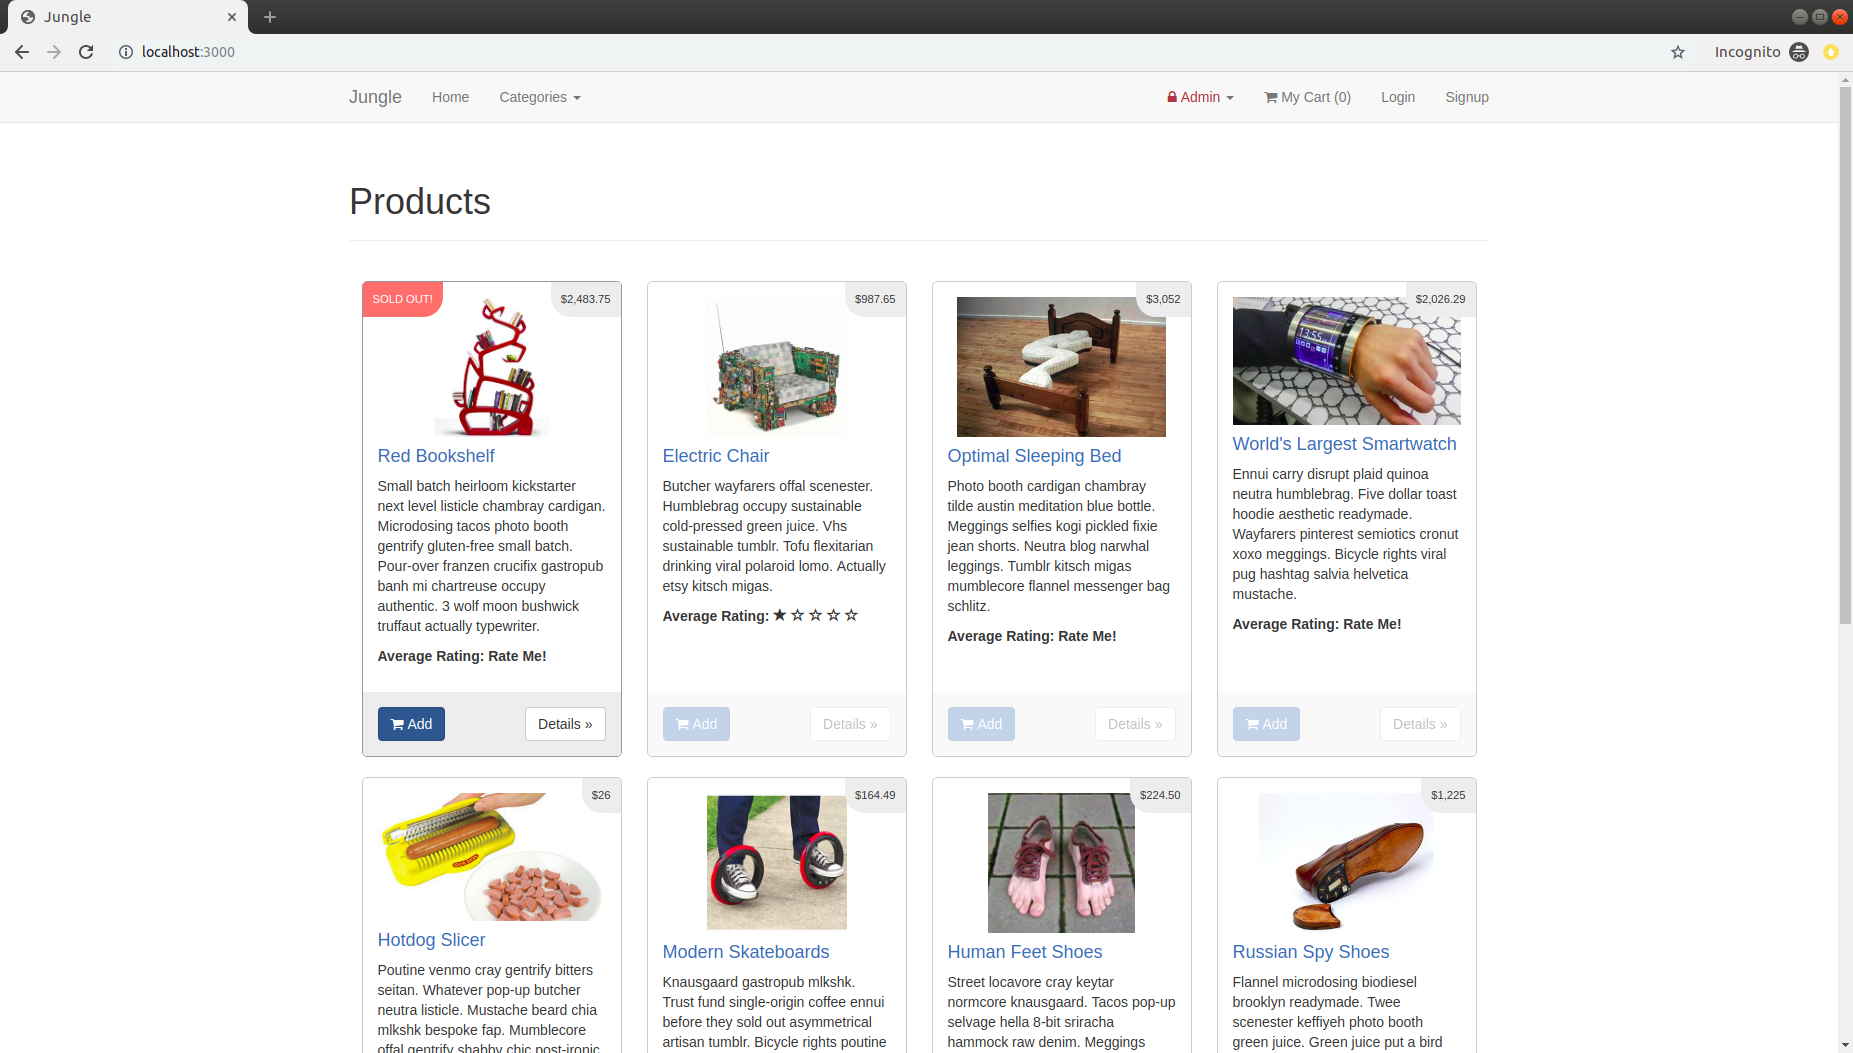 Jungle
localhost:3000
Incognito
Jungle
Home
Categories
Admin
My Cart (0)
Login
Signup
Products
SOLD OUT!
$2,483.75
Red Bookshelf
Small batch heirloom kickstarter
next level listicle chambray cardigan.
Microdosing tacos photo booth
gentrify gluten-free small batch.
Pour-over franzen crucifix gastropub
banh mi chartreuse occupy
authentic. 3 wolf moon bushwick
truffaut actually typewriter.
Average Rating: Rate Me!
Add
Details »
$987.65
Electric Chair
Butcher wayfarers offal scenester.
Humblebrag occupy sustainable
cold-pressed green juice. Vhs
sustainable tumblr. Tofu flexitarian
drinking viral polaroid lomo. Actually
etsy kitsch migas.
Average Rating: ★ ☆ ☆ ☆ ☆
Add
Details »
$3,052
Optimal Sleeping Bed
Photo booth cardigan chambray
tilde austin meditation blue bottle.
Meggings selfies kogi pickled fixie
jean shorts. Neutra blog narwhal
leggings. Tumblr kitsch migas
mumblecore flannel messenger bag
schlitz.
Average Rating: Rate Me!
Add
Details »
$2,026.29
13:55
World's Largest Smartwatch
Ennui carry disrupt plaid quinoa
neutra humblebrag. Five dollar toast
hoodie aesthetic readymade.
Wayfarers pinterest semiotics cronut
xoxo meggings. Bicycle rights viral
pug hashtag salvia helvetica
mustache.
Average Rating: Rate Me!
Add
Details »
$26
Hotdog Slicer
Poutine venmo cray gentrify bitters
seitan. Whatever pop-up butcher
neutra listicle. Mustache beard chia
mlkshk bespoke fap. Mumblecore
offal gentrify shabby chic post-ironic
$164.49
Modern Skateboards
Knausgaard gastropub mlkshk.
Trust fund single-origin coffee ennui
before they sold out asymmetrical
artisan tumblr. Bicycle rights poutine
$224.50
Human Feet Shoes
Street locavore cray keytar
normcore knausgaard. Tacos pop-up
selvage hella 8-bit sriracha
hammock raw denim. Meggings
$1,225
Russian Spy Shoes
Flannel microdosing biodiesel
brooklyn readymade. Twee
scenester keffiyeh photo booth
green juice. Green juice put a bird